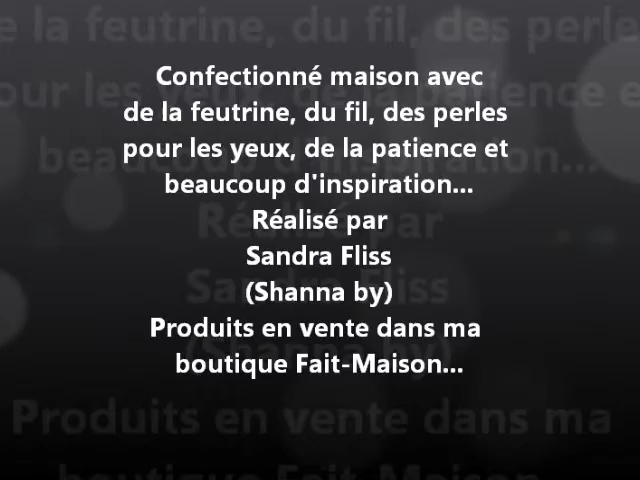 Confectionné maison avec
de la feutrine, du fil, des perles
pour les yeux, de la patience et
beaucoup d'inspiration...
Réalisé par
Sandra Fliss
(Shanna by)
Produits en vente dans ma
boutique Fait-Maison...